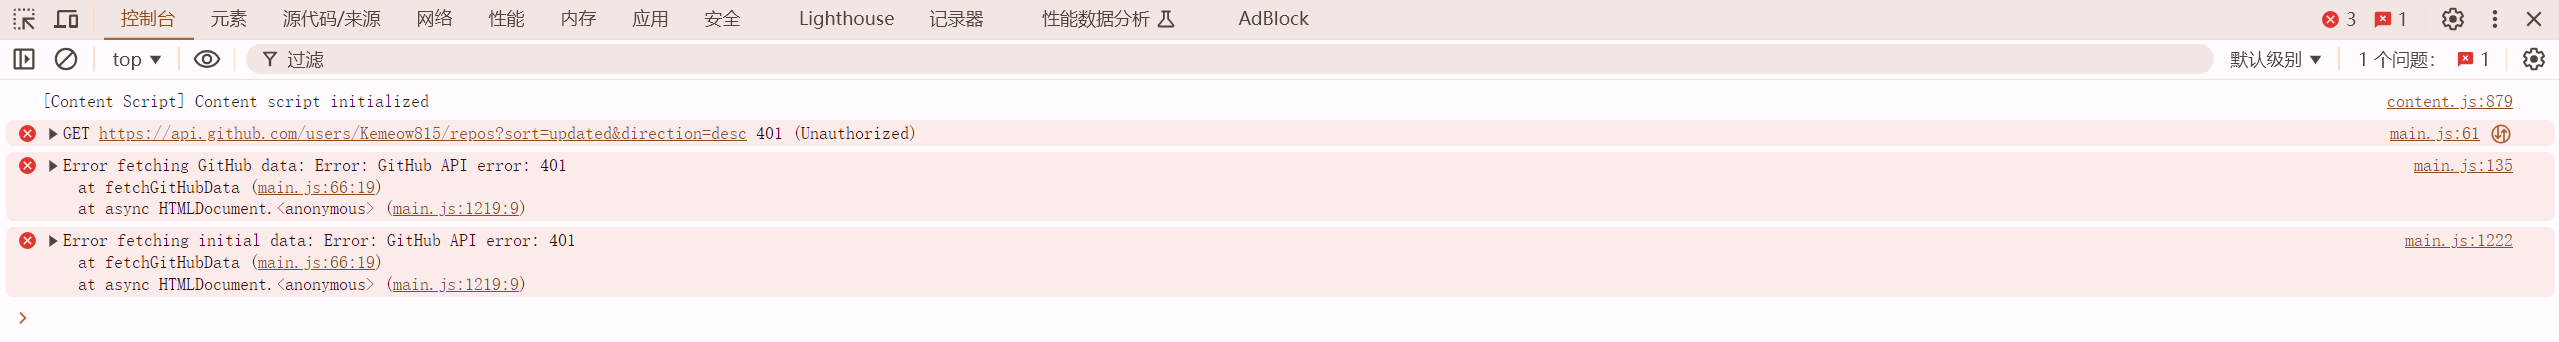 控制台 元素 源代码/来源 网络 性能 内存 应用 安全 Lighthouse 记录器 性能数据分析 AdBlock 3 1
top 过滤 默认级别 1 个问题: 1
[Content Script] Content script initialized content.js:879
GET https://api.github.com/users/Kemeow815/repos?sort=updated&direction=desc 401 (Unauthorized) main.js:61
Error fetching GitHub data: Error: GitHub API error: 401 main.js:135
at fetchGitHubData (main.js:66:19)
at async HTMLDocument.<anonymous> (main.js:1219:9)
Error fetching initial data: Error: GitHub API error: 401 main.js:1222
at fetchGitHubData (main.js:66:19)
at async HTMLDocument.<anonymous> (main.js:1219:9)